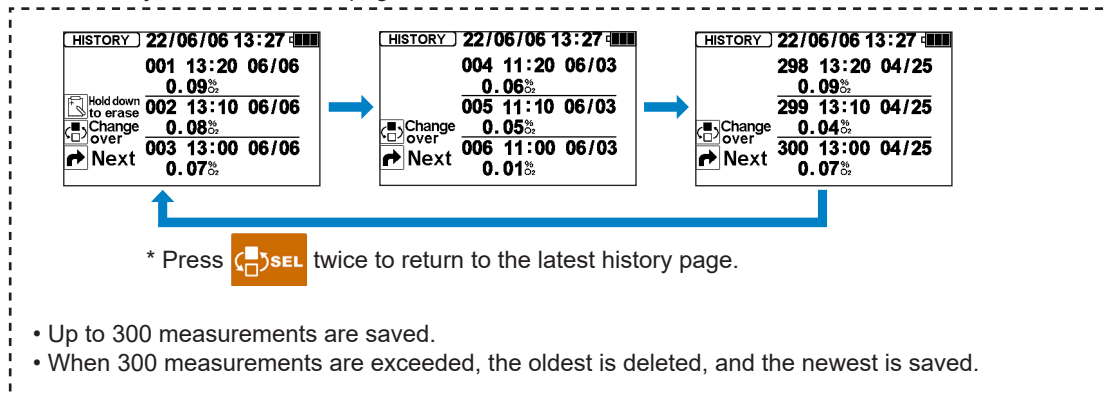 HISTORY 22/06/06 13:27
001 13:20 06/06
0.09%O₂
Hold down
to erase
002 13:10 06/06
0.08%O₂
Change
over
003 13:00 06/06
0.07%O₂
Next
HISTORY 22/06/06 13:27
004 11:20 06/03
0.06%O₂
005 11:10 06/03
0.05%O₂
Change
over
006 11:00 06/03
0.01%O₂
Next
HISTORY 22/06/06 13:27
298 13:20 04/25
0.09%O₂
299 13:10 04/25
0.04%O₂
Change
over
300 13:00 04/25
0.07%O₂
Next
* Press SEL twice to return to the latest history page.
• Up to 300 measurements are saved.
• When 300 measurements are exceeded, the oldest is deleted, and the newest is saved.